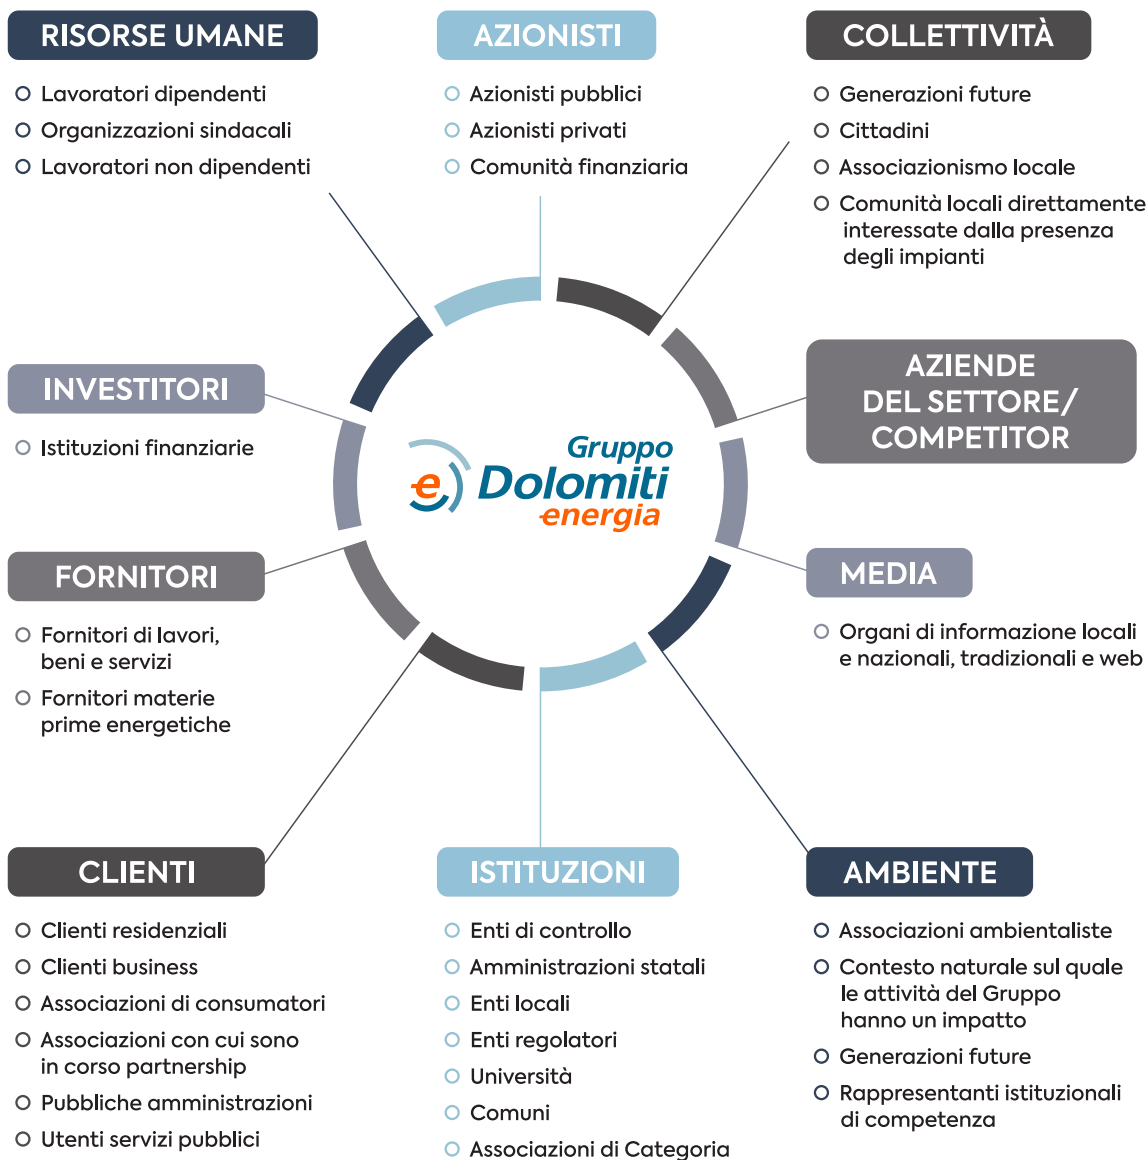 RISORSE UMANE
Lavoratori dipendenti
Organizzazioni sindacali
Lavoratori non dipendenti
AZIONISTI
Azionisti pubblici
Azionisti privati
Comunità finanziaria
COLLETTIVITÀ
Generazioni future
Cittadini
Associazionismo locale
Comunità locali direttamente
interessate dalla presenza
degli impianti
INVESTITORI
Istituzioni finanziarie
e
Gruppo
Dolomiti
energia
AZIENDE
DEL SETTORE/
COMPETITOR
FORNITORI
Fornitori di lavori,
beni e servizi
Fornitori materie
prime energetiche
MEDIA
Organi di informazione locali
e nazionali, tradizionali e web
CLIENTI
Clienti residenziali
Clienti business
Associazioni di consumatori
Associazioni con cui sono
in corso partnership
Pubbliche amministrazioni
Utenti servizi pubblici
ISTITUZIONI
Enti di controllo
Amministrazioni statali
Enti locali
Enti regolatori
Università
Comuni
Associazioni di Categoria
AMBIENTE
Associazioni ambientaliste
Contesto naturale sul quale
le attività del Gruppo
hanno un impatto
Generazioni future
Rappresentanti istituzionali
di competenza